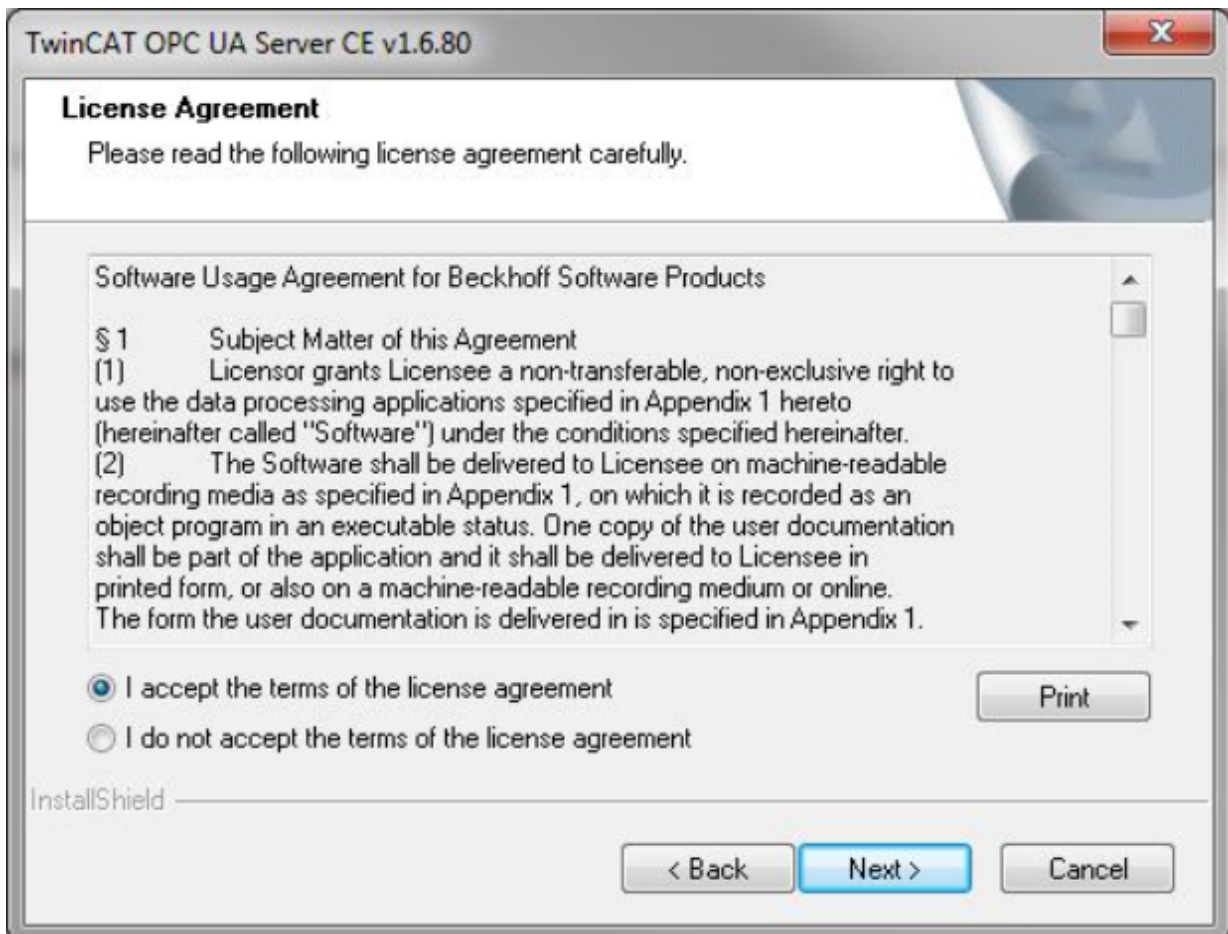 TwinCAT OPC UA Server CE v1.6.80
License Agreement
Please read the following license agreement carefully.
Software Usage Agreement for Beckhoff Software Products
§ 1 Subject Matter of this Agreement
(1) Licensor grants Licensee a non-transferable, non-exclusive right to
use the data processing applications specified in Appendix 1 hereto
(hereinafter called "Software") under the conditions specified hereinafter.
(2) The Software shall be delivered to Licensee on machine-readable
recording media as specified in Appendix 1, on which it is recorded as an
object program in an executable status. One copy of the user documentation
shall be part of the application and it shall be delivered to Licensee in
printed form, or also on a machine-readable recording medium or online.
The form the user documentation is delivered in is specified in Appendix 1.
I accept the terms of the license agreement
Print
I do not accept the terms of the license agreement
InstallShield
< Back Next > Cancel